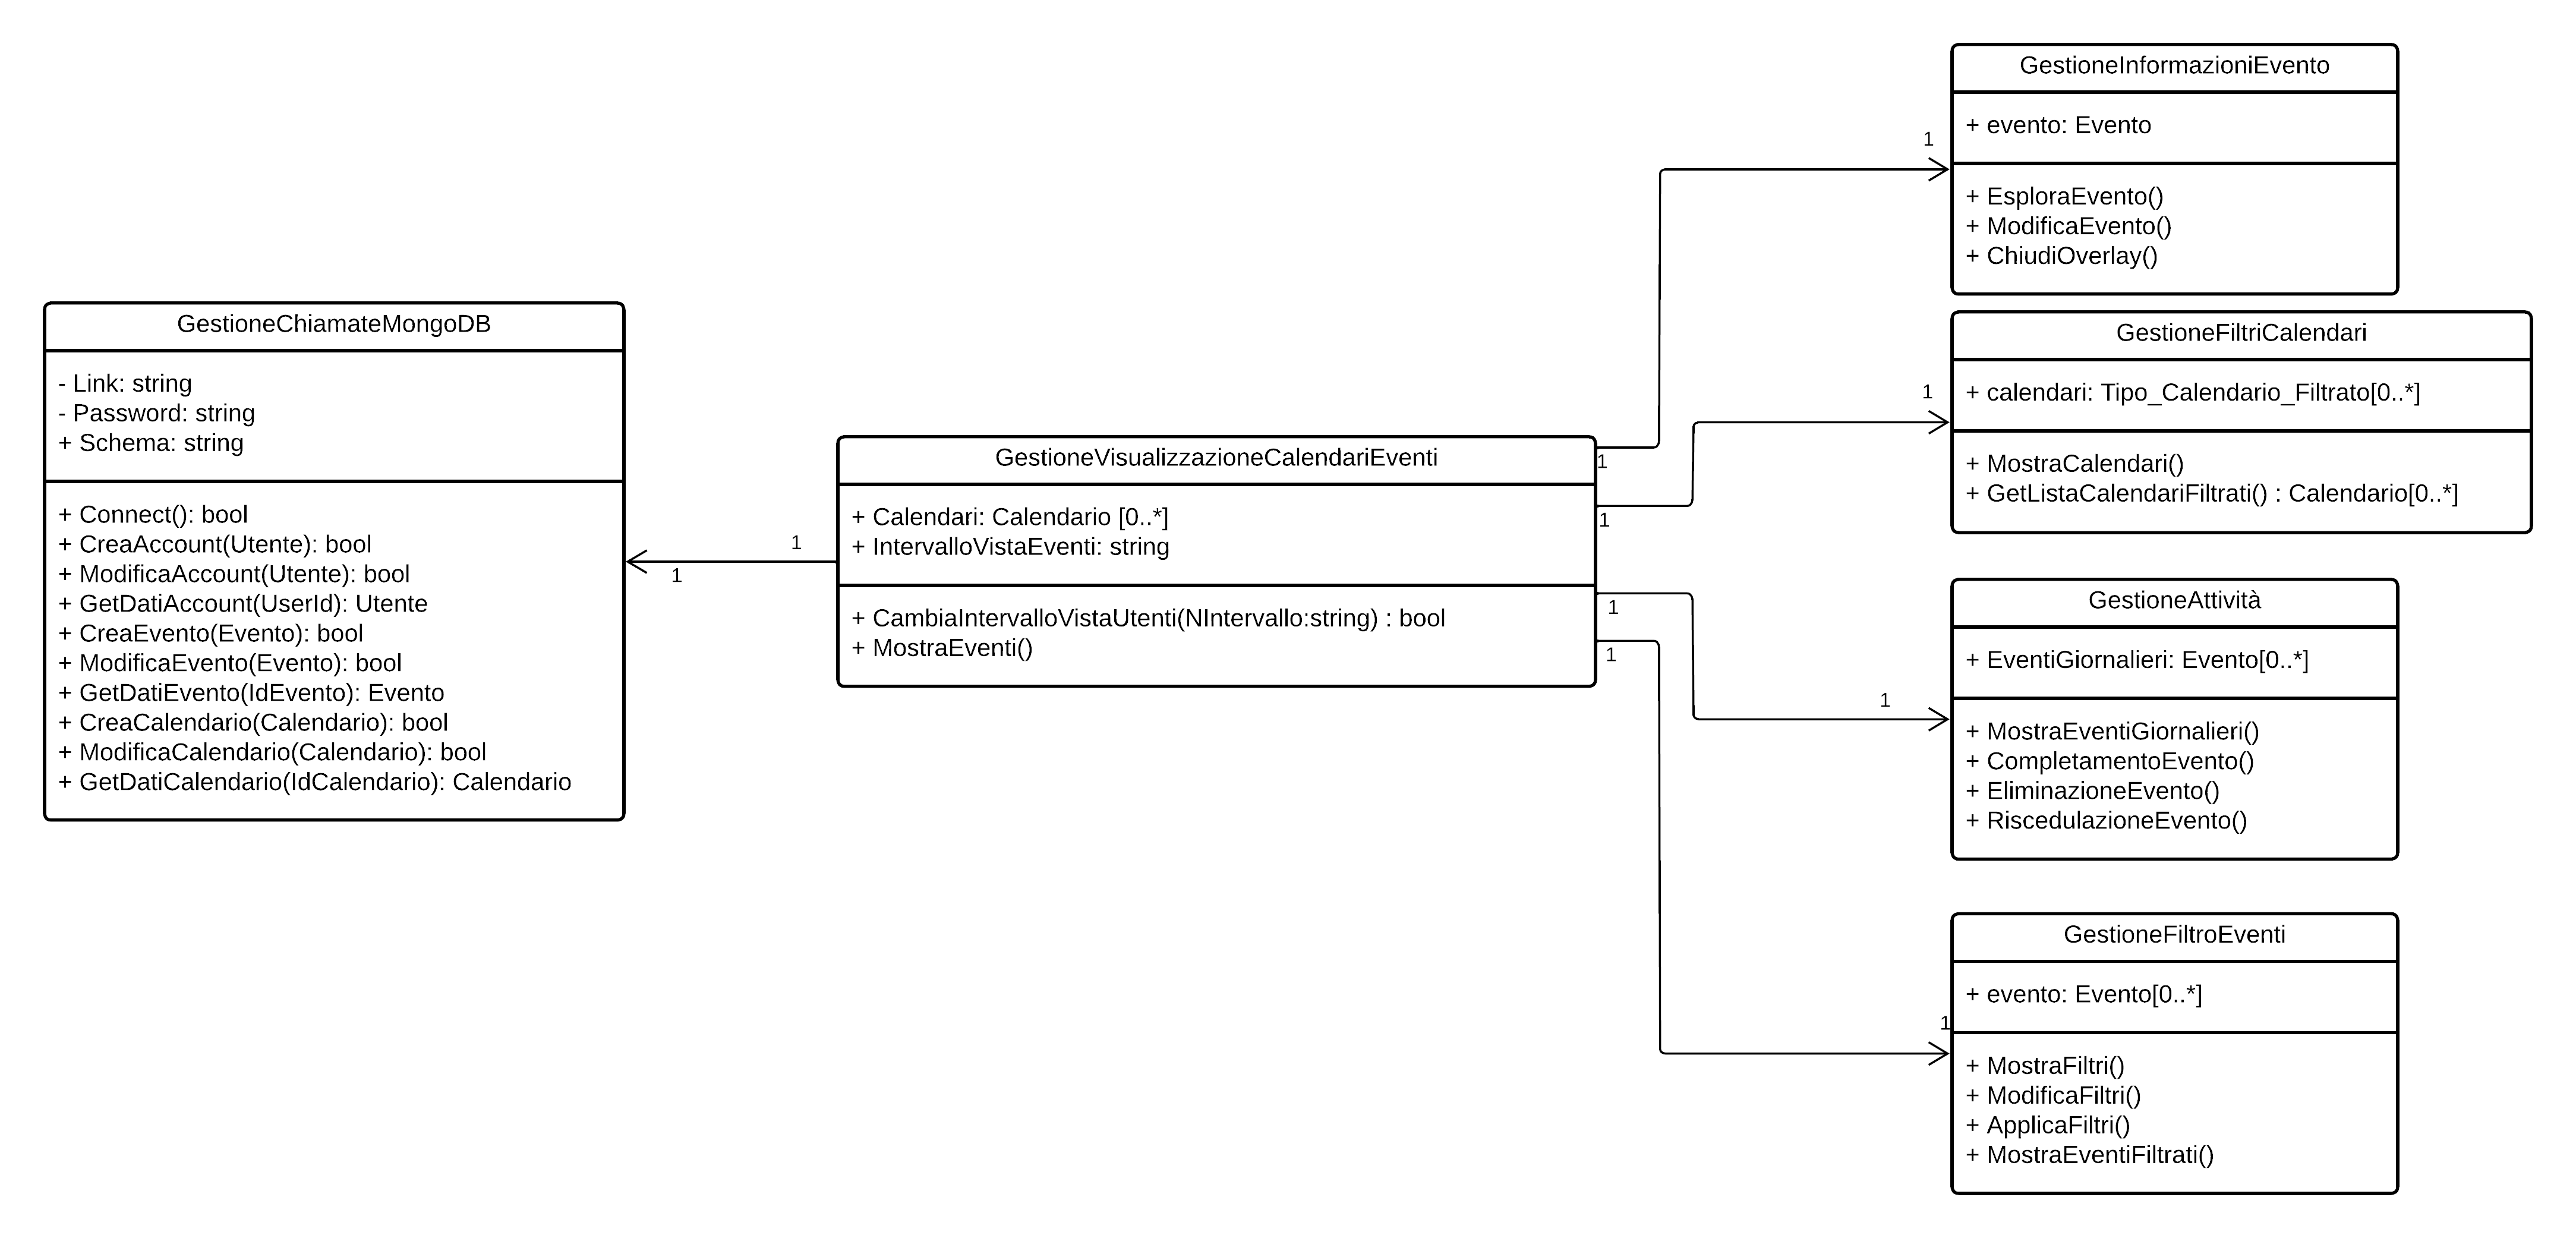 GestioneChiamateMongoDB
- Link: string
- Password: string
+ Schema: string
+ Connect(): bool
+ CreaAccount(Utente): bool
+ ModificaAccount(Utente): bool
+ GetDatiAccount(UserId): Utente
+ CreaEvento(Evento): bool
+ ModificaEvento(Evento): bool
+ GetDatiEvento(IdEvento): Evento
+ CreaCalendario(Calendario): bool
+ ModificaCalendario(Calendario): bool
+ GetDatiCalendario(IdCalendario): Calendario
1
1
GestioneVisualizzazioneCalendariEventi
+ Calendari: Calendario [0..*]
+ IntervalloVistaEventi: string
+ CambiaIntervalloVistaUtenti(NIntervallo:string) : bool
+ MostraEventi()
1
1
1
1
1
GestioneInformazioniEvento
+ evento: Evento
+ EsploraEvento()
+ ModificaEvento()
+ ChiudiOverlay()
1
GestioneFiltriCalendari
+ calendari: Tipo_Calendario_Filtrato[0..*]
+ MostraCalendari()
+ GetListaCalendariFiltrati() : Calendario[0..*]
1
GestioneAttività
+ EventiGiornalieri: Evento[0..*]
+ MostraEventiGiornalieri()
+ CompletamentoEvento()
+ EliminazioneEvento()
+ RiscedulazioneEvento()
1
GestioneFiltroEventi
+ evento: Evento[0..*]
+ MostraFiltri()
+ ModificaFiltri()
+ ApplicaFiltri()
+ MostraEventiFiltrati()